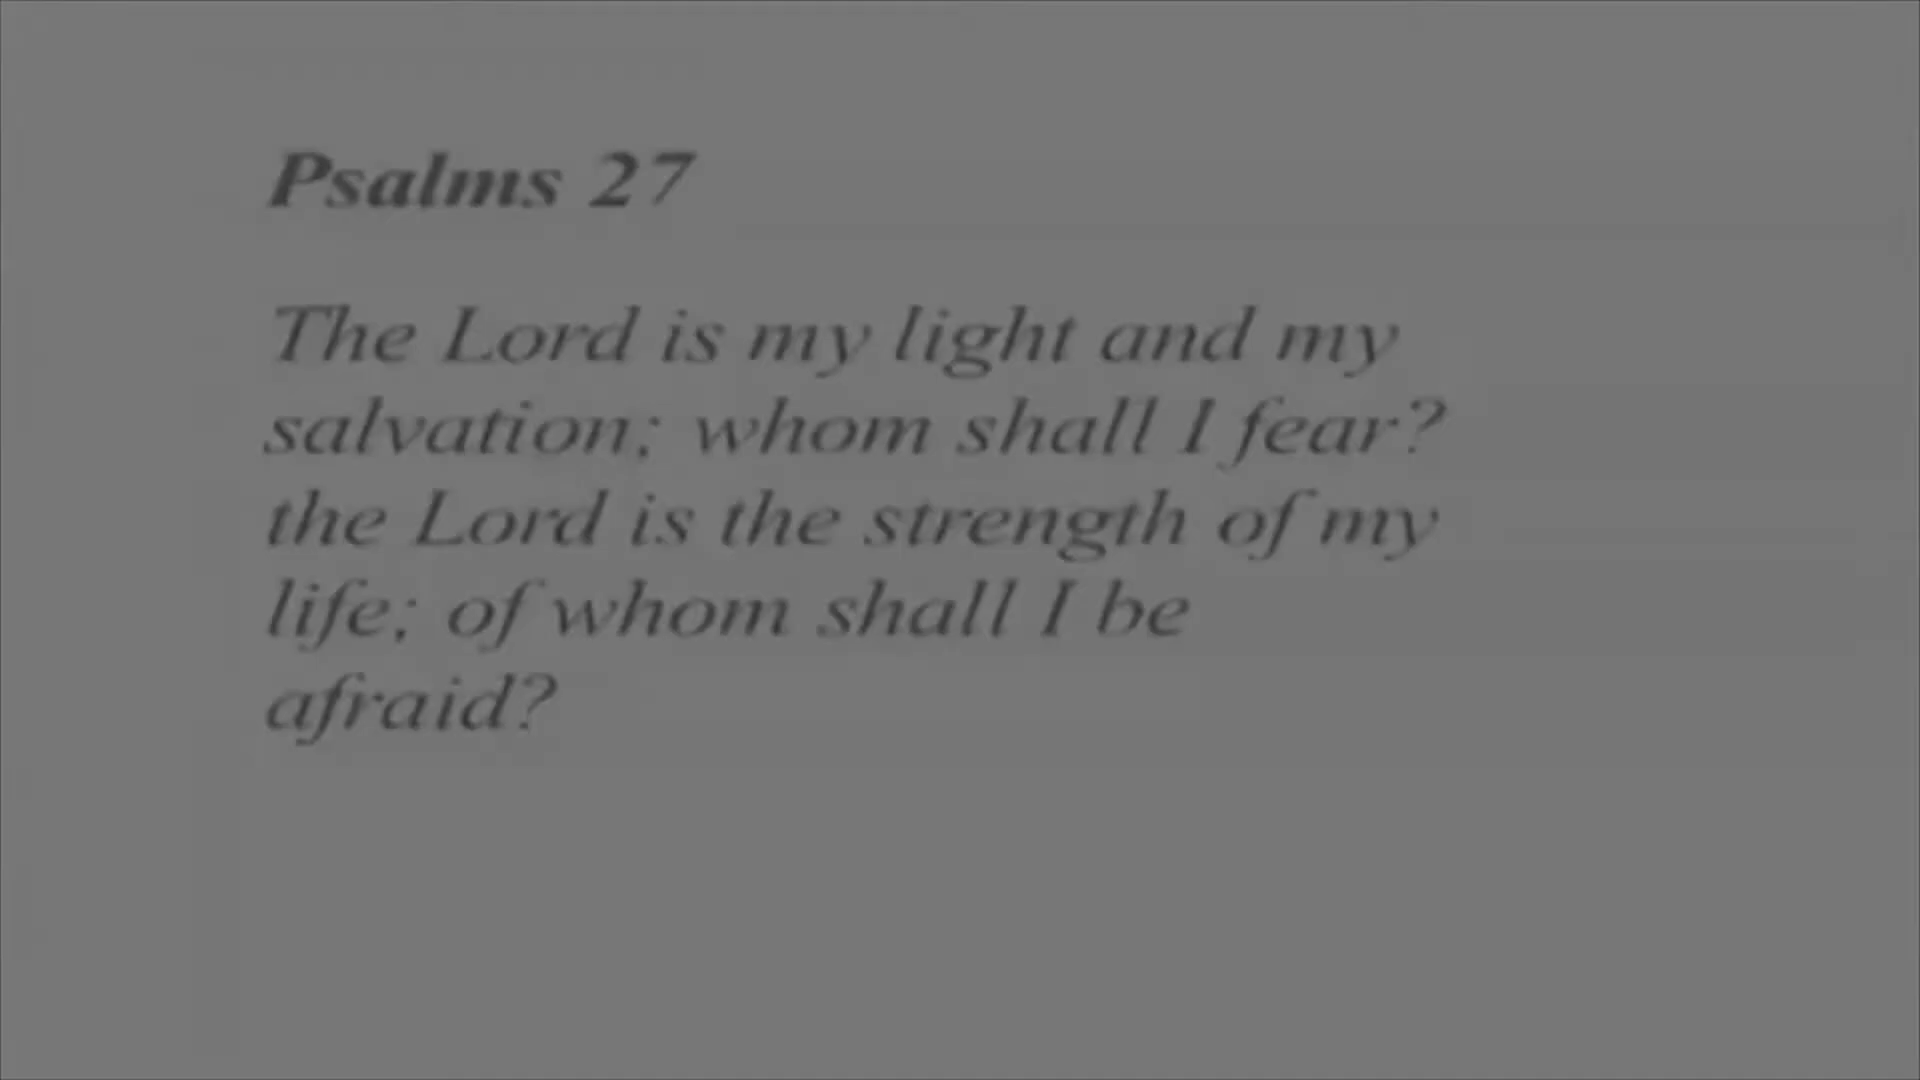 Psalms 27
The Lord is my light and my
salvation; whom shall I fear?
the Lord is the strength of my
life; of whom shall I be
afraid?